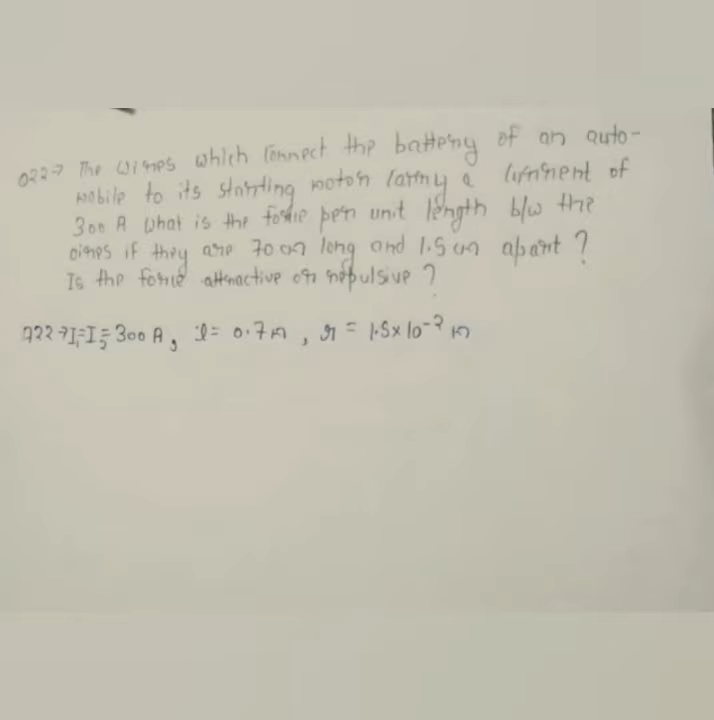 Q22→ The wires which connect the battery of an auto-
mobile to its starting motor carry a current of
300 A what is the force per unit length b/w the
wires if they are 70 cm long and 1.5 cm apart ?
Is the force attractive or repulsive ?
A22→ I₁=I₂=300 A, l= 0.7 m , r = 1.5×10⁻² m